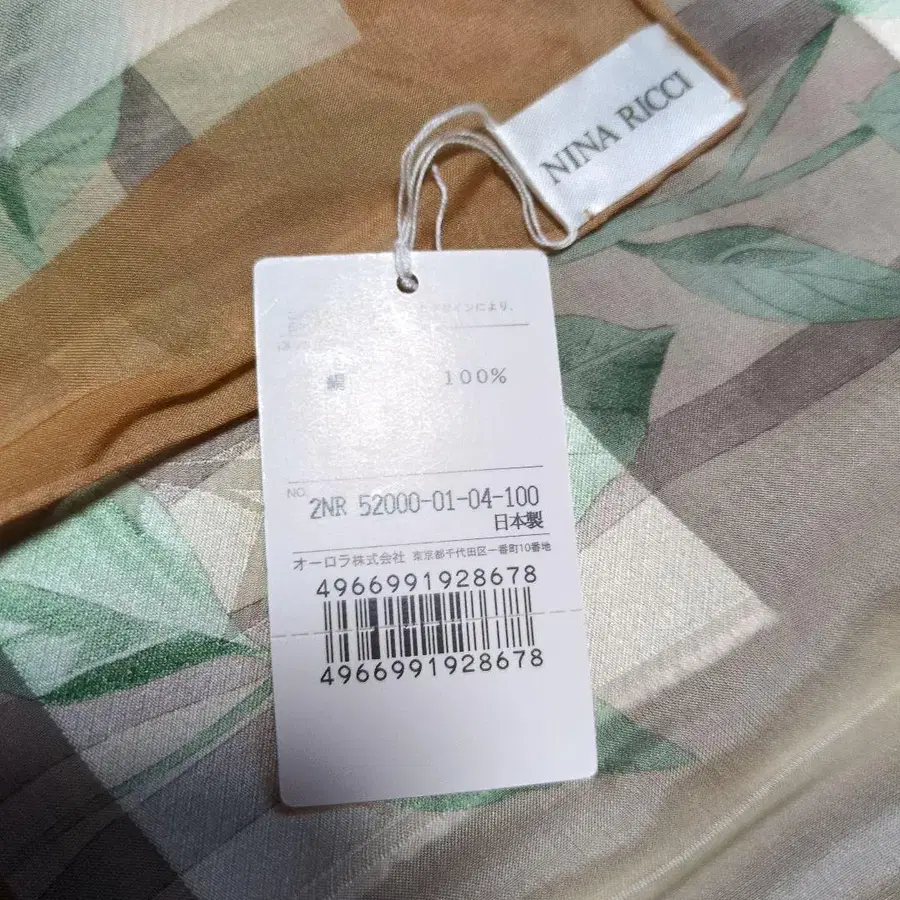 NINA RICCI
デザインにより、
絹 100%
NO. 2NR 52000-01-04-100
日本製
オーロラ株式会社 東京都千代田区一番町10番地
4966991928678
4966991928678